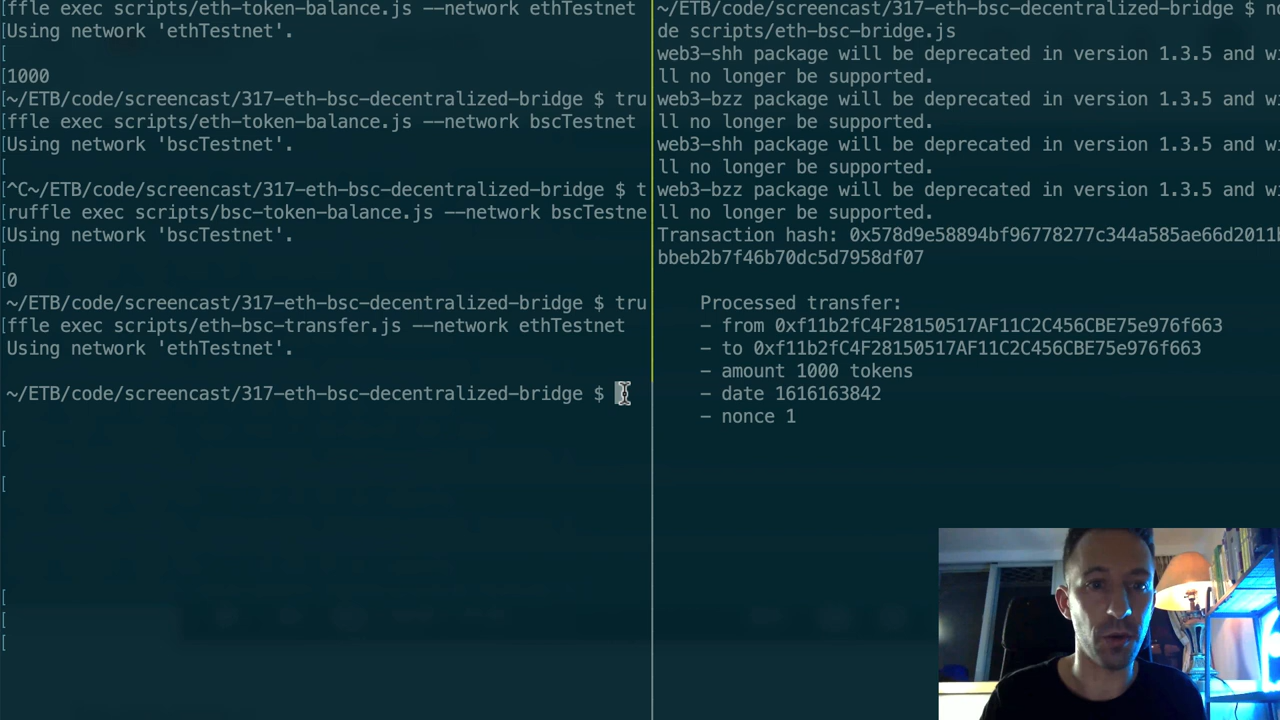 [ffle exec scripts/eth-token-balance.js --network ethTestnet
[Using network 'ethTestnet'.
[
[1000
[~/ETB/code/screencast/317-eth-bsc-decentralized-bridge $ tru
[ffle exec scripts/eth-token-balance.js --network bscTestnet
[Using network 'bscTestnet'.
[
[^C~/ETB/code/screencast/317-eth-bsc-decentralized-bridge $ t
[ruffle exec scripts/bsc-token-balance.js --network bscTestne
[Using network 'bscTestnet'.
[
[0
~/ETB/code/screencast/317-eth-bsc-decentralized-bridge $ tru
[ffle exec scripts/eth-bsc-transfer.js --network ethTestnet
Using network 'ethTestnet'.
~/ETB/code/screencast/317-eth-bsc-decentralized-bridge $
[
[
[
[
[
~/ETB/code/screencast/317-eth-bsc-decentralized-bridge $ no
de scripts/eth-bsc-bridge.js
web3-shh package will be deprecated in version 1.3.5 and wi
ll no longer be supported.
web3-bzz package will be deprecated in version 1.3.5 and wi
ll no longer be supported.
web3-shh package will be deprecated in version 1.3.5 and wi
ll no longer be supported.
web3-bzz package will be deprecated in version 1.3.5 and wi
ll no longer be supported.
Transaction hash: 0x578d9e58894bf96778277c344a585ae66d2011b
bbeb2b7f46b70dc5d7958df07
Processed transfer:
- from 0xf11b2fC4F28150517AF11C2C456CBE75e976f663
- to 0xf11b2fC4F28150517AF11C2C456CBE75e976f663
- amount 1000 tokens
- date 1616163842
- nonce 1